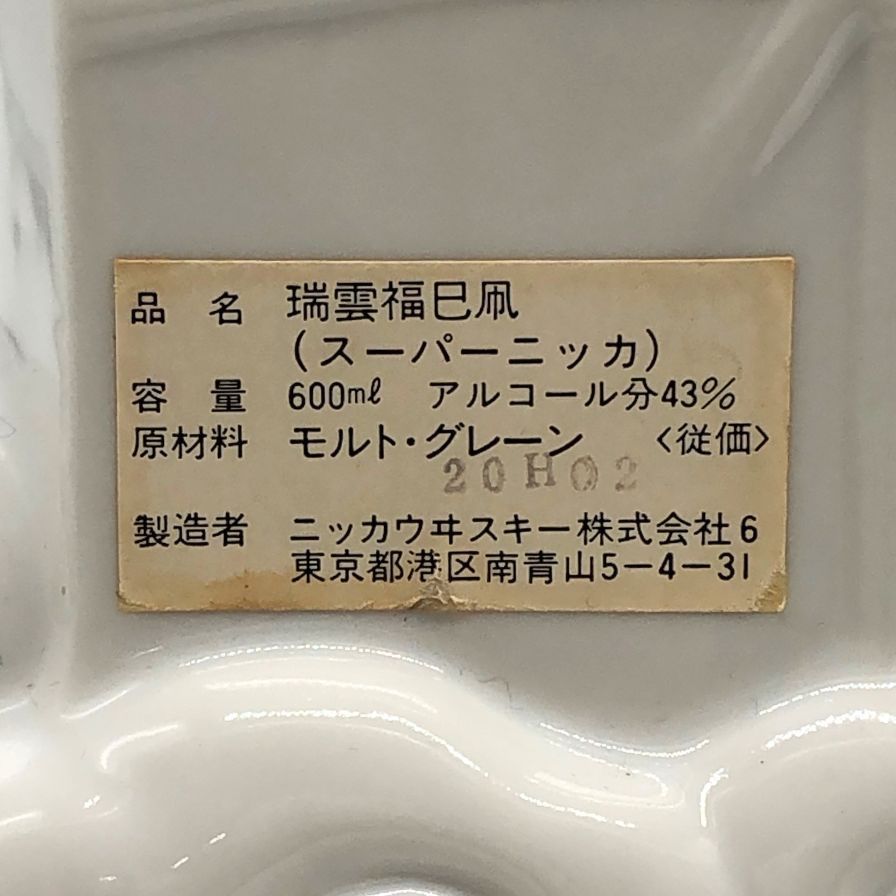 品名 瑞雲福巳凧
(スーパーニッカ)
容量 600ml アルコール分43%
原材料 モルト・グレーン <従価>
20H02
製造者 ニッカウヰスキー株式会社6
東京都港区南青山5-4-31